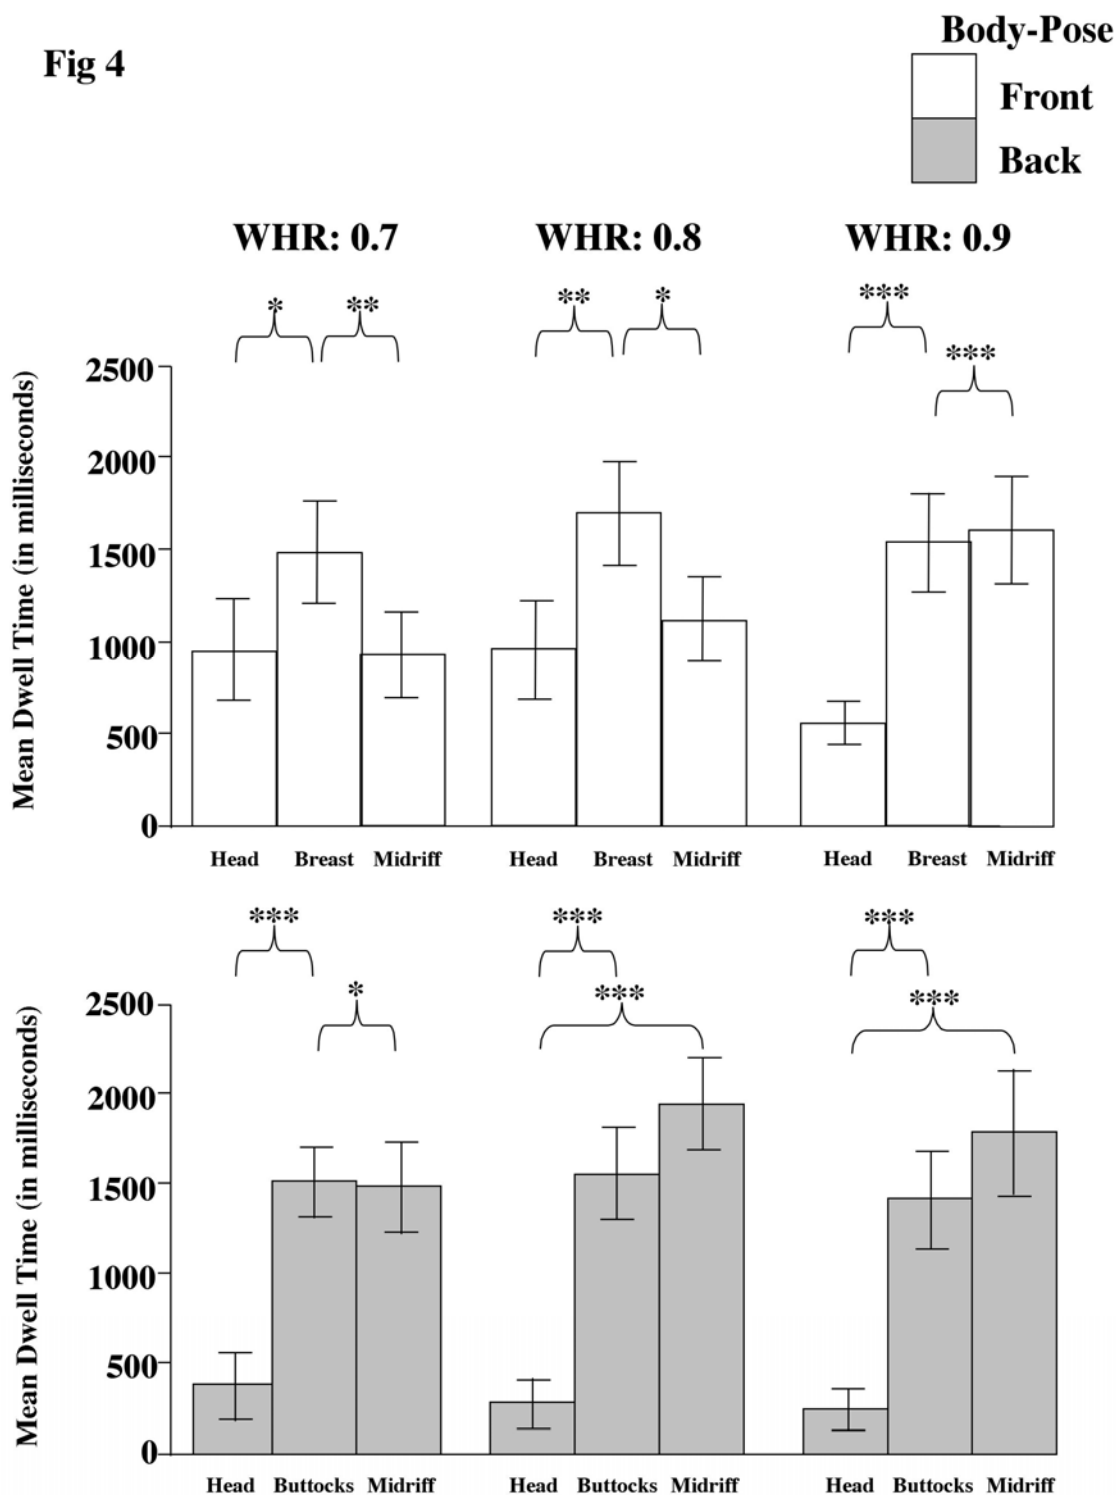 Fig 4
Body-Pose
Front
Back
WHR: 0.7 WHR: 0.8 WHR: 0.9
* ** ** * *** ***
Mean Dwell Time (in milliseconds)
2500
2000
1500
1000
500
0
Head Breast Midriff Head Breast Midriff Head Breast Midriff
*** *** ***
* *** ***
Mean Dwell Time (in milliseconds)
2500
2000
1500
1000
500
0
Head Buttocks Midriff Head Buttocks Midriff Head Buttocks Midriff